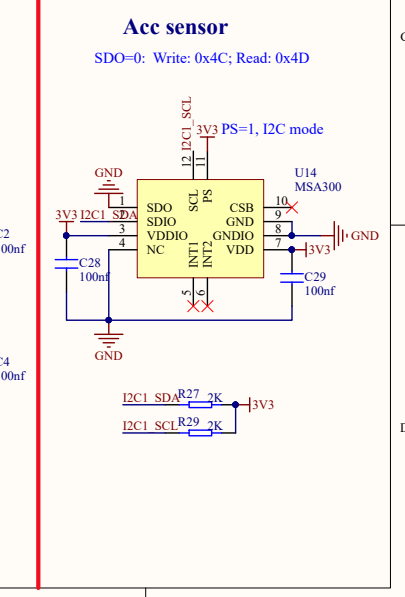 Acc sensor
SDO=0: Write: 0x4C; Read: 0x4D
I2C1_SCL
3V3
PS=1, I2C mode
12
11
GND
U14
MSA300
SCL
PS
1
SDO
CSB
10
3V3
I2C1_SDA
2
SDIO
GND
9
3
VDDIO
GNDIO
8
GND
4
NC
VDD
7
3V3
INT1
INT2
C28
100nf
5
6
C29
100nf
GND
I2C1_SDA
R27
2K
3V3
I2C1_SCL
R29
2K
C2
00nf
C4
00nf